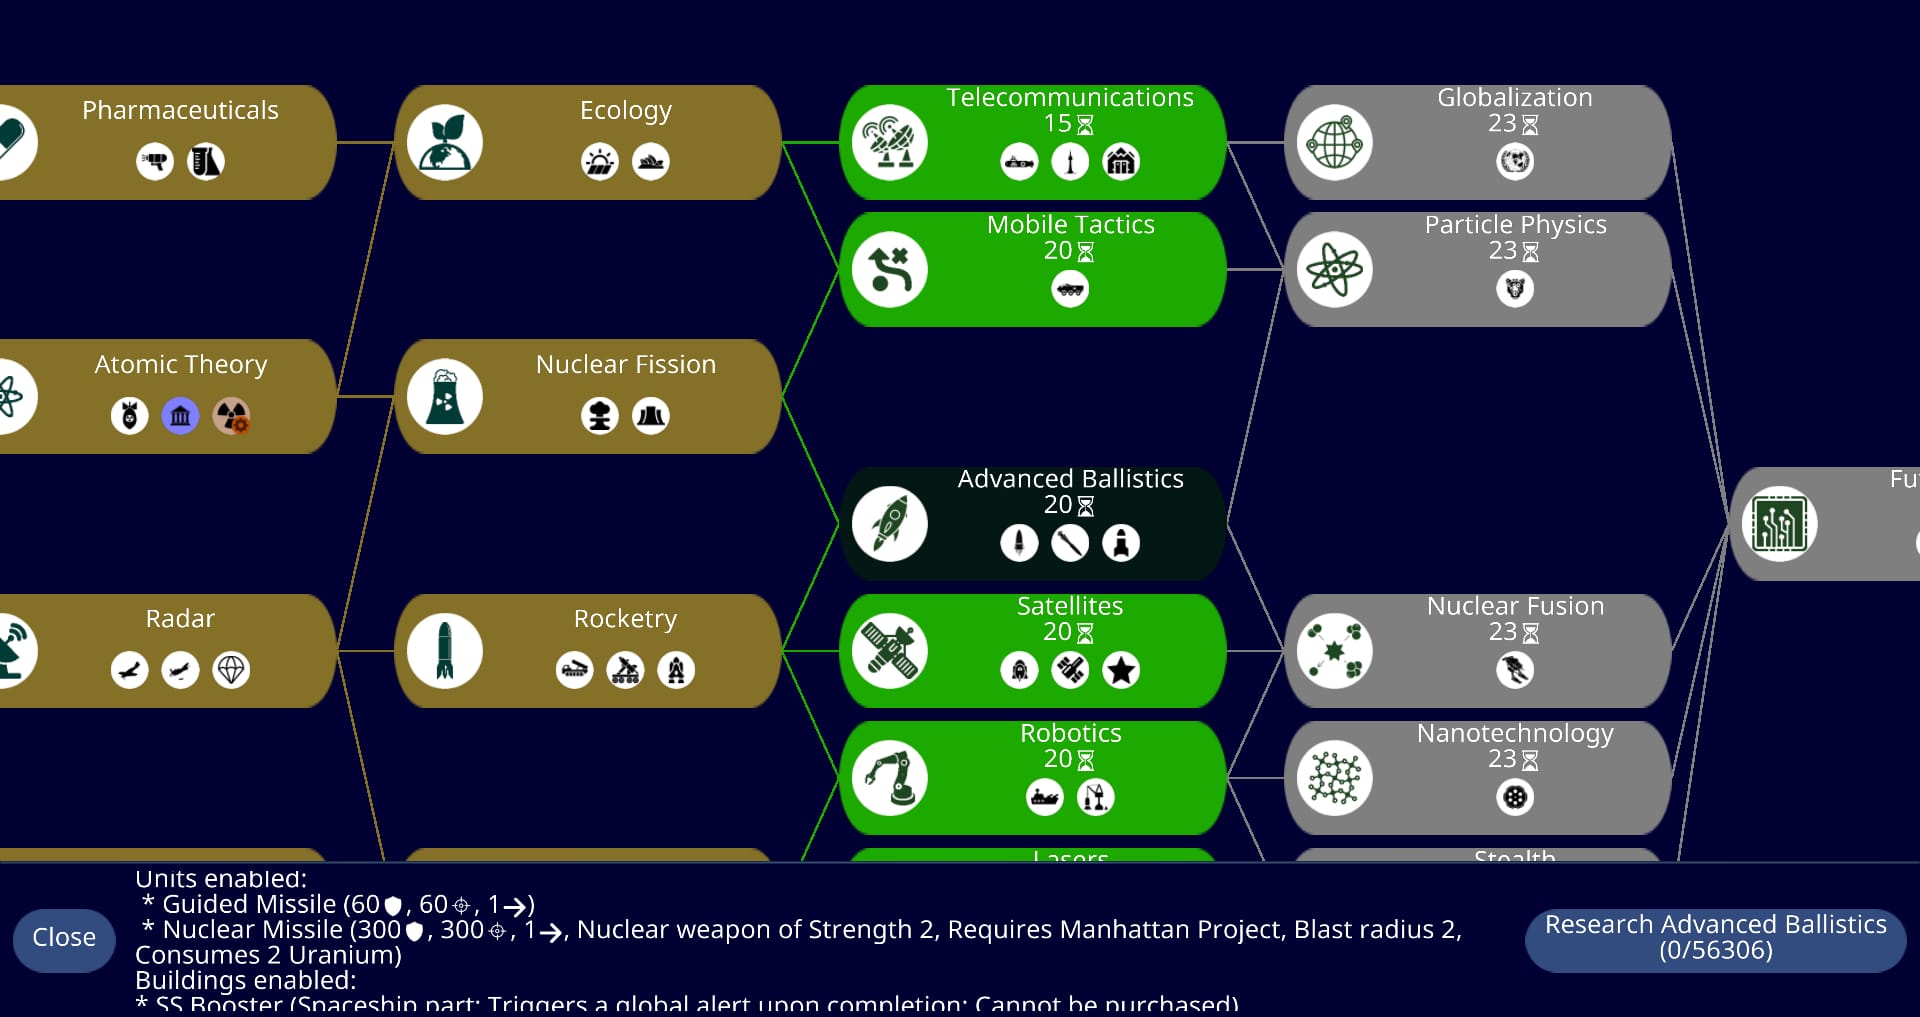 Pharmaceuticals
Ecology
Telecommunications
15
Globalization
23
Mobile Tactics
20
Particle Physics
23
Atomic Theory
Nuclear Fission
Advanced Ballistics
20
Radar
Rocketry
Satellites
20
Nuclear Fusion
23
Robotics
20
Nanotechnology
23
Lasers
Stealth
Units enabled:
* Guided Missile (60, 60, 1)
* Nuclear Missile (300, 300, 1, Nuclear weapon of Strength 2, Requires Manhattan Project, Blast radius 2,
Consumes 2 Uranium)
Buildings enabled:
* SS Booster (Spaceship part; Triggers a global alert upon completion; Cannot be purchased)
Close
Research Advanced Ballistics
(0/56306)